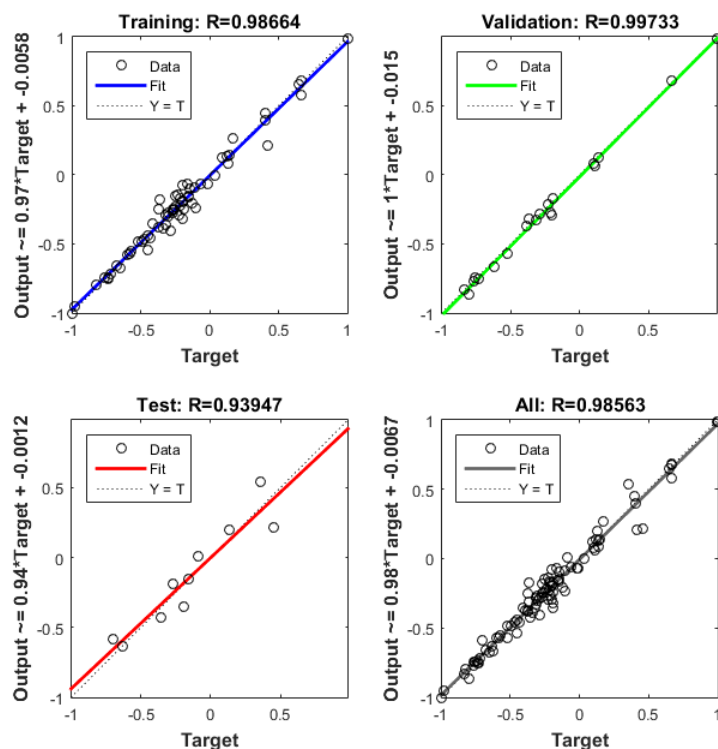 Training: R=0.98664
Output ~= 0.97*Target + -0.0058
1
0.5
0
-0.5
-1
Data
Fit
Y = T
-1
-0.5
0
0.5
1
Target
Validation: R=0.99733
Output ~= 1*Target + -0.015
1
0.5
0
-0.5
-1
Data
Fit
Y = T
-1
-0.5
0
0.5
1
Target
Test: R=0.93947
Output ~= 0.94*Target + -0.0012
0.5
0
-0.5
-1
Data
Fit
Y = T
-1
-0.5
0
0.5
Target
All: R=0.98563
Output ~= 0.98*Target + -0.0067
1
0.5
0
-0.5
-1
Data
Fit
Y = T
-1
-0.5
0
0.5
1
Target